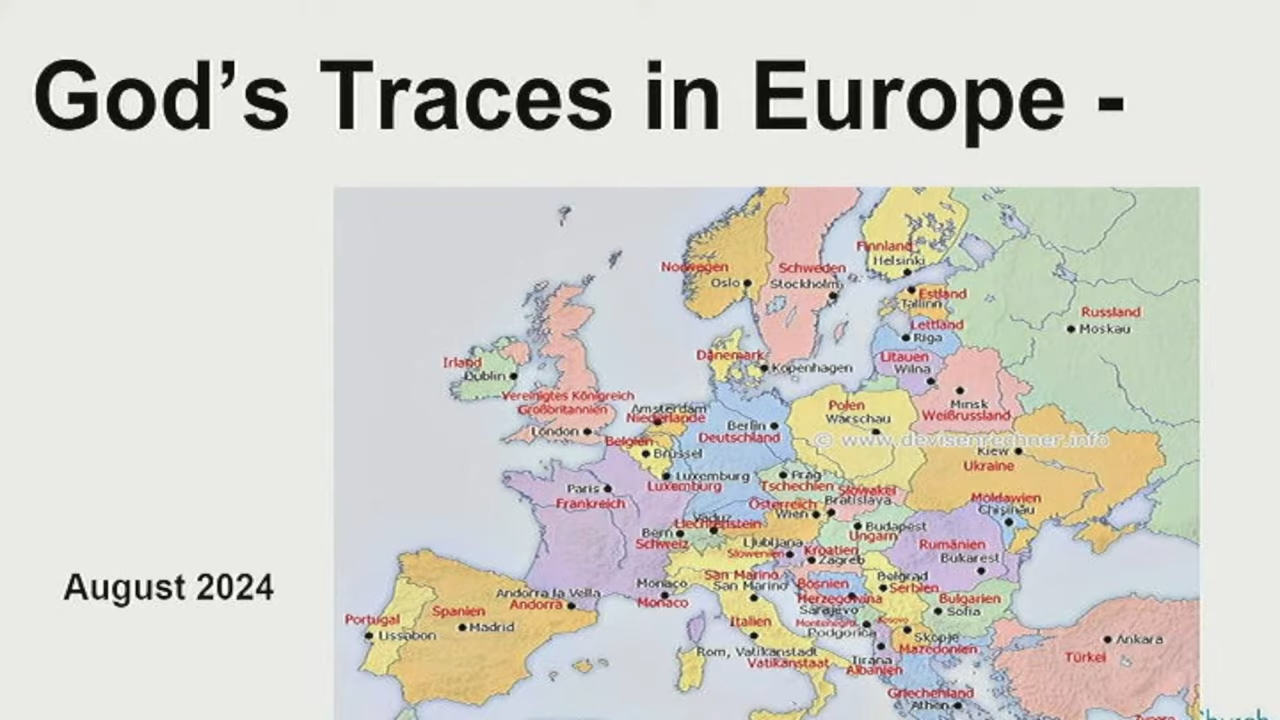 God's Traces in Europe -
August 2024
Finnland
Helsinki
Norwegen
Schweden
Oslo
Stockholm
Estland
Tallinn
Russland
Moskau
Lettland
Riga
Irland
Dublin
Dänemark
Kopenhagen
Litauen
Wilna
Vereinigtes Königreich
Großbritannien
London
Amsterdam
Niederlande
Berlin
Deutschland
Polen
Warschau
Minsk
Weißrussland
© www.devisenrechner.info
Belgien
Brüssel
Kiew
Ukraine
Luxemburg
Luxemburg
Prag
Tschechien
Slowakei
Bratislava
Paris
Frankreich
Österreich
Wien
Moldawien
Chişinău
Vaduz
Liechtenstein
Bern
Schweiz
Budapest
Ungarn
Ljubljana
Slowenien
Kroatien
Zagreb
Rumänien
Bukarest
San Marino
San Marino
Monaco
Monaco
Bosnien
Herzegowina
Sarajevo
Belgrad
Serbien
Andorra la Vella
Andorra
Bulgarien
Sofia
Portugal
Lissabon
Spanien
Madrid
Italien
Rom, Vatikanstadt
Vatikanstaat
Montenegro
Podgorica
Kosovo
Skopje
Mazedonien
Tirana
Albanien
Ankara
Türkei
Griechenland
Athen
Zypern